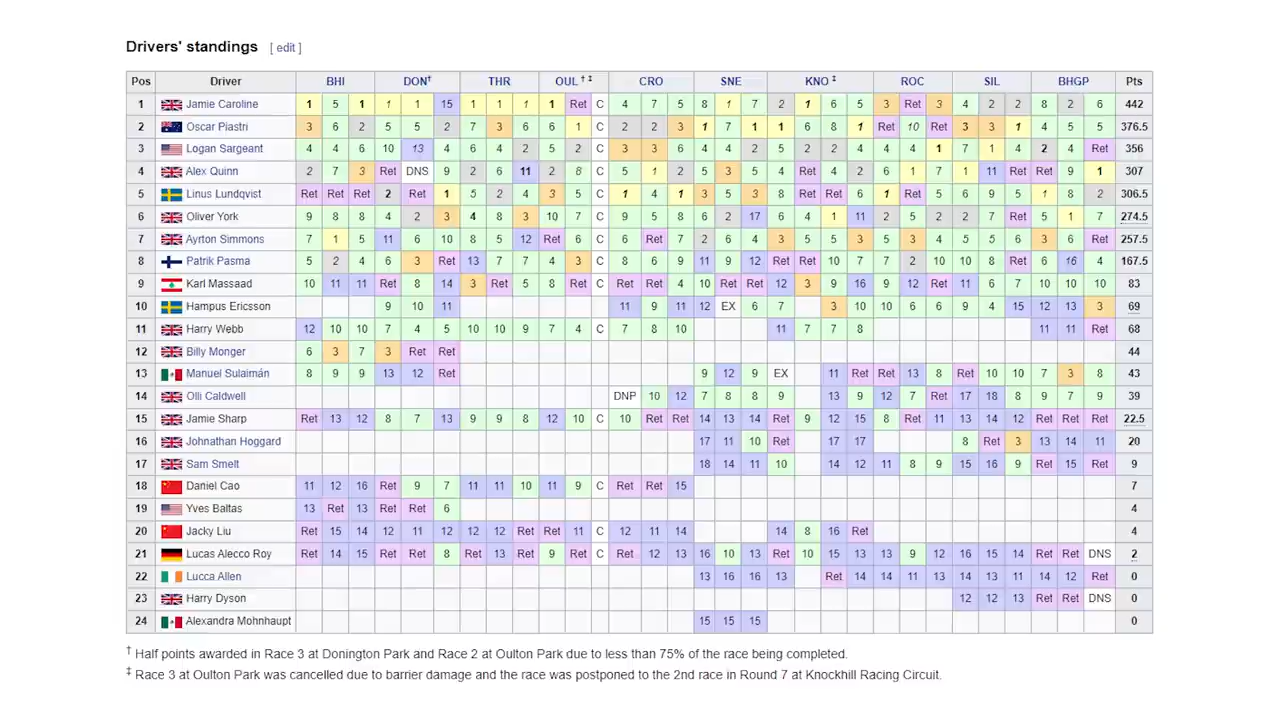 Drivers' standings [ edit ]
Pos Driver BHI DON† THR OUL † ‡ CRO SNE KNO ‡ ROC SIL BHGP Pts
1 Jamie Caroline 1 5 1 1 1 15 1 1 1 1 Ret C 4 7 5 8 1 7 2 1 6 5 3 Ret 3 4 2 2 8 2 6 442
2 Oscar Piastri 3 6 2 5 5 2 7 3 6 6 1 C 2 2 3 1 7 1 1 6 8 1 Ret 10 Ret 3 3 1 4 5 5 376.5
3 Logan Sargeant 4 4 6 10 13 4 6 4 2 5 2 C 3 3 6 4 4 2 5 2 2 4 4 4 1 7 1 4 2 4 Ret 356
4 Alex Quinn 2 7 3 Ret DNS 9 2 6 11 2 8 C 5 1 2 5 3 5 4 Ret 4 2 6 1 7 1 11 Ret Ret 9 1 307
5 Linus Lundqvist Ret Ret Ret 2 Ret 1 5 2 4 3 5 C 1 4 1 3 5 3 8 Ret Ret 6 1 Ret 5 6 9 5 1 8 2 306.5
6 Oliver York 9 8 8 4 2 3 4 8 3 10 7 C 9 5 8 6 2 17 6 4 1 11 2 5 2 2 7 Ret 5 1 7 274.5
7 Ayrton Simmons 7 1 5 11 6 10 8 5 12 Ret 6 C 6 Ret 7 2 6 4 3 5 5 3 5 3 4 5 5 6 3 6 Ret 257.5
8 Patrik Pasma 5 2 4 6 3 Ret 13 7 7 4 3 C 8 6 9 11 9 12 Ret Ret 10 7 7 2 10 10 8 Ret 6 16 4 167.5
9 Karl Massaad 10 11 11 Ret 8 14 3 Ret 5 8 Ret C Ret Ret 4 10 Ret Ret 12 3 9 16 9 12 Ret 11 6 7 10 10 10 83
10 Hampus Ericsson 9 10 11 11 9 11 12 EX 6 7 3 10 10 6 6 9 4 15 12 13 3 69
11 Harry Webb 12 10 10 7 4 5 10 10 9 7 4 C 7 8 10 11 7 7 8 11 11 Ret 68
12 Billy Monger 6 3 7 3 Ret Ret 44
13 Manuel Sulaimán 8 9 9 13 12 Ret 9 12 9 EX 11 Ret Ret 13 8 Ret 10 10 7 3 8 43
14 Olli Caldwell DNP 10 12 7 8 8 9 13 9 12 7 Ret 17 18 8 9 7 9 39
15 Jamie Sharp Ret 13 12 8 7 13 9 9 8 12 10 C 10 Ret Ret 14 13 14 Ret 9 12 15 8 Ret 11 13 14 12 Ret Ret Ret 22.5
16 Johnathan Hoggard 17 11 10 Ret 17 17 8 Ret 3 13 14 11 20
17 Sam Smelt 18 14 11 10 14 12 11 8 9 15 16 9 Ret 15 Ret 9
18 Daniel Cao 11 12 16 Ret 9 7 11 11 10 11 9 C Ret Ret 15 7
19 Yves Baltas 13 Ret 13 Ret Ret 6 4
20 Jacky Liu Ret 15 14 12 11 12 12 12 Ret Ret 11 C 12 11 14 14 8 16 Ret 4
21 Lucas Alecco Roy Ret 14 15 Ret Ret 8 Ret 13 Ret 9 Ret C Ret 12 13 16 10 13 Ret 10 15 13 13 9 12 16 15 14 Ret Ret DNS 2
22 Lucca Allen 13 16 16 13 Ret 14 14 11 13 14 13 11 14 12 Ret 0
23 Harry Dyson 12 12 13 Ret Ret DNS 0
24 Alexandra Mohnhaupt 15 15 15 0
† Half points awarded in Race 3 at Donington Park and Race 2 at Oulton Park due to less than 75% of the race being completed.
‡ Race 3 at Oulton Park was cancelled due to barrier damage and the race was postponed to the 2nd race in Round 7 at Knockhill Racing Circuit.